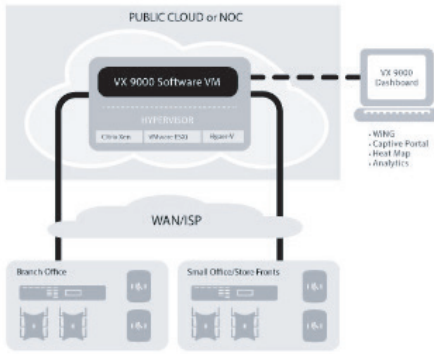 PUBLIC CLOUD or NOC
VX 9000 Software VM
HYPERVISOR
Citrix Xen
VMware ESXi
Hyper-V
VX 9000
Dashboard
• WiNG
• Captive Portal
• Heat Map
• Analytics
WAN/ISP
Branch Office
Small Office/Store Fronts